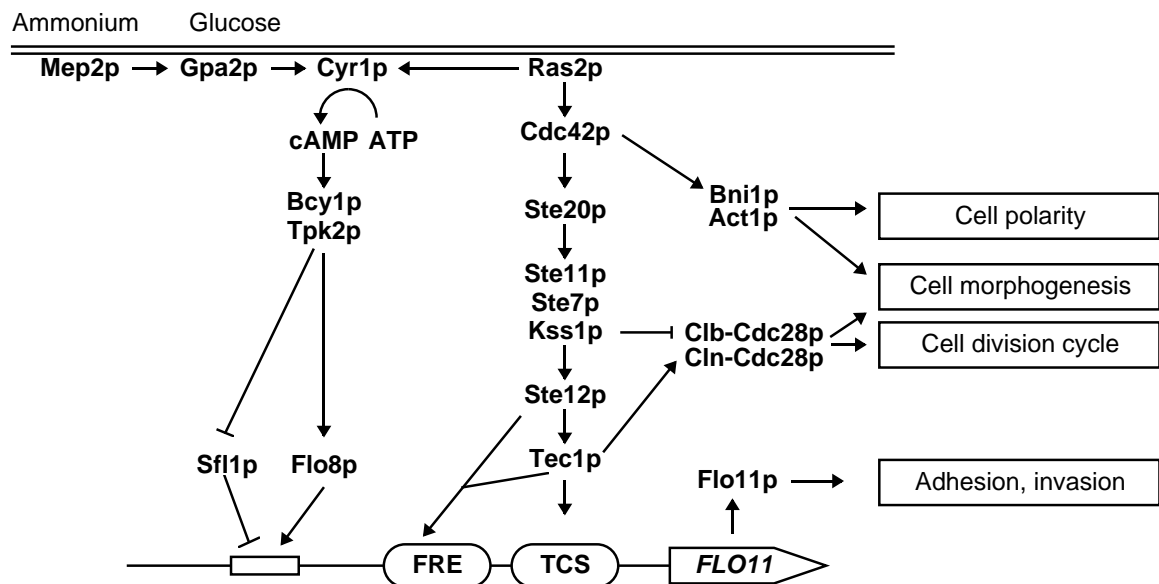 Ammonium Glucose
Mep2p Gpa2p Cyr1p Ras2p
cAMP ATP Cdc42p
Bcy1p
Tpk2p
Ste20p
Bni1p
Act1p
Cell polarity
Ste11p
Ste7p
Kss1p
Cell morphogenesis
Clb-Cdc28p
Cln-Cdc28p
Cell division cycle
Ste12p
Sfl1p Flo8p Tec1p
Flo11p
Adhesion, invasion
FRE TCS FLO11